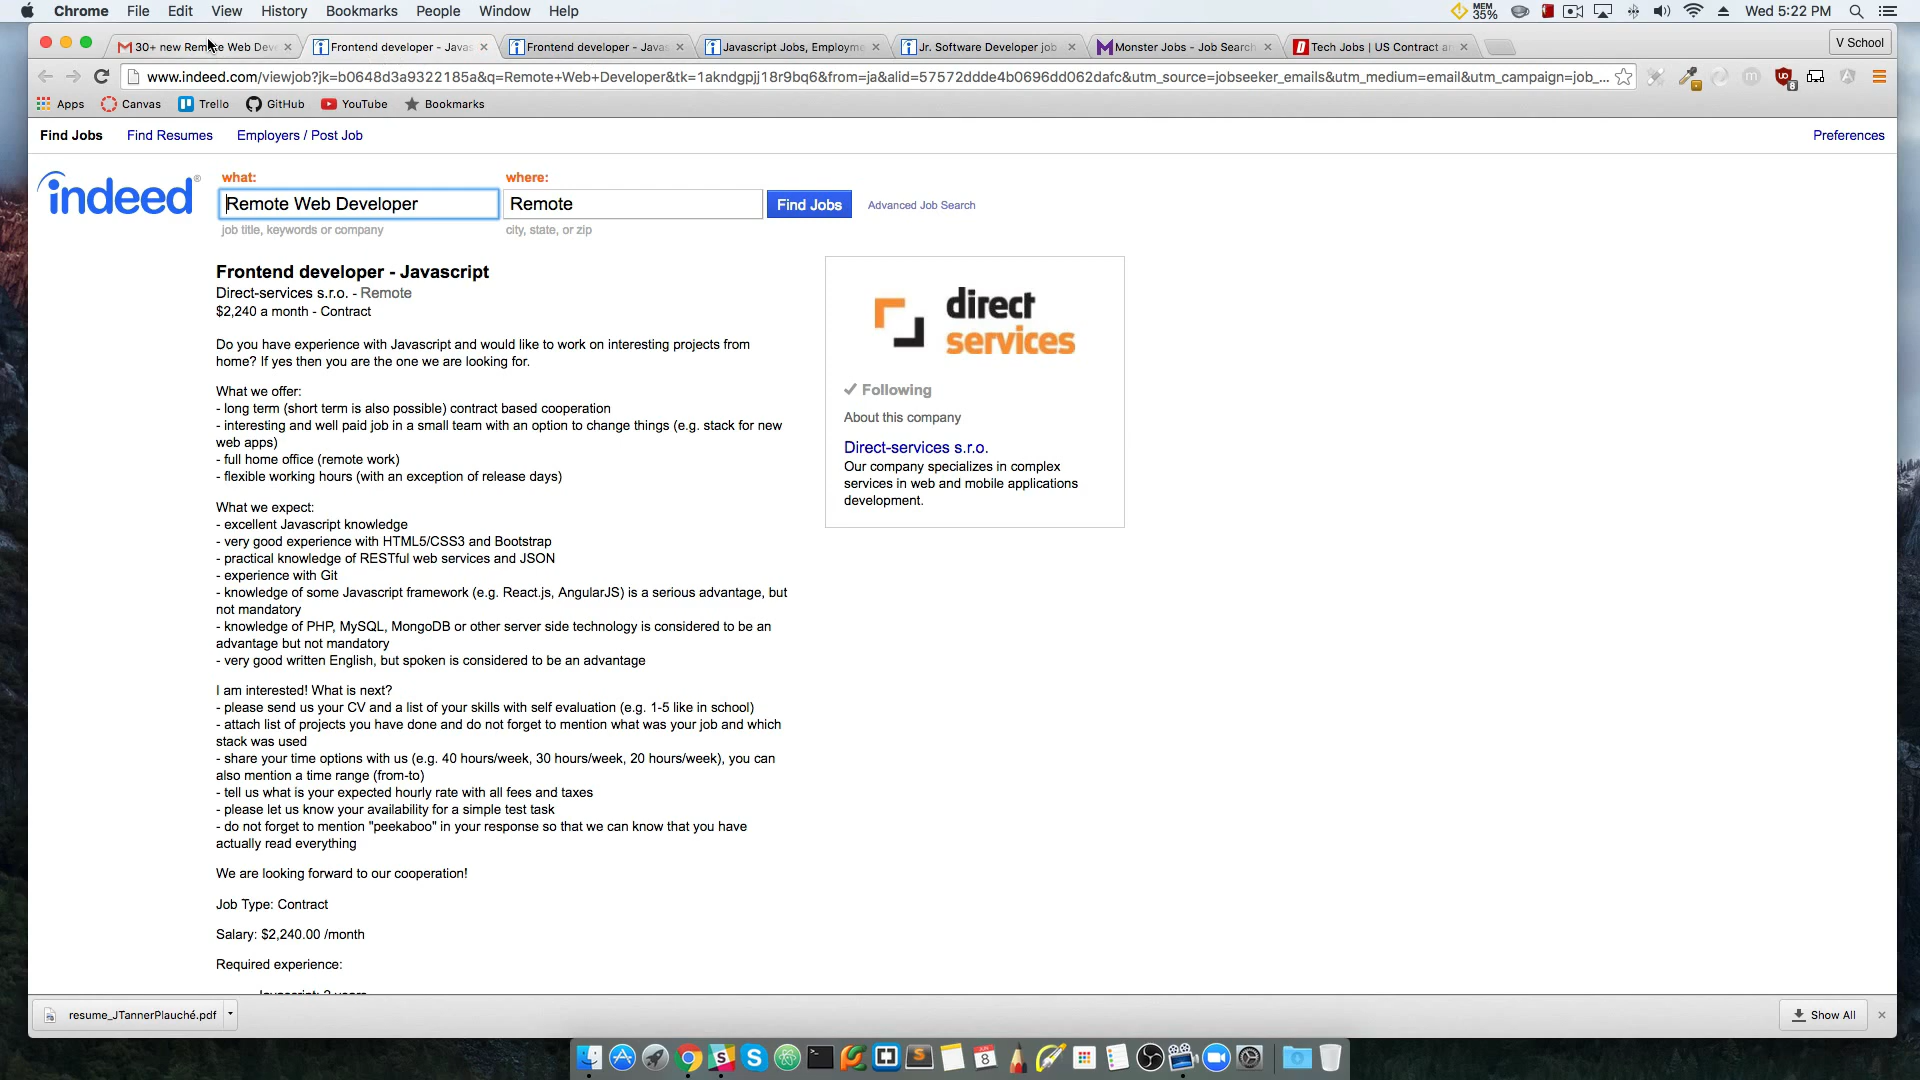 Chrome File Edit View History Bookmarks People Window Help MEM 35% Wed 5:22 PM
30+ new Remote Web Deve
Frontend developer - Javas
Frontend developer - Javas
Javascript Jobs, Employme
Jr. Software Developer job
Monster Jobs - Job Search
Tech Jobs | US Contract an
V School
www.indeed.com/viewjob?jk=b0648d3a9322185a&q=Remote+Web+Developer&tk=1akndgpjj18r9bq6&from=ja&alid=57572ddde4b0696dd062dafc&utm_source=jobseeker_emails&utm_medium=email&utm_campaign=job_...
Apps Canvas Trello GitHub YouTube Bookmarks
Find Jobs Find Resumes Employers / Post Job Preferences
indeed®
what: where:
Remote Web Developer Remote Find Jobs Advanced Job Search
job title, keywords or company city, state, or zip
Frontend developer - Javascript
Direct-services s.r.o. - Remote
$2,240 a month - Contract
Do you have experience with Javascript and would like to work on interesting projects from
home? If yes then you are the one we are looking for.
What we offer:
- long term (short term is also possible) contract based cooperation
- interesting and well paid job in a small team with an option to change things (e.g. stack for new
web apps)
- full home office (remote work)
- flexible working hours (with an exception of release days)
What we expect:
- excellent Javascript knowledge
- very good experience with HTML5/CSS3 and Bootstrap
- practical knowledge of RESTful web services and JSON
- experience with Git
- knowledge of some Javascript framework (e.g. React.js, AngularJS) is a serious advantage, but
not mandatory
- knowledge of PHP, MySQL, MongoDB or other server side technology is considered to be an
advantage but not mandatory
- very good written English, but spoken is considered to be an advantage
I am interested! What is next?
- please send us your CV and a list of your skills with self evaluation (e.g. 1-5 like in school)
- attach list of projects you have done and do not forget to mention what was your job and which
stack was used
- share your time options with us (e.g. 40 hours/week, 30 hours/week, 20 hours/week), you can
also mention a time range (from-to)
- tell us what is your expected hourly rate with all fees and taxes
- please let us know your availability for a simple test task
- do not forget to mention "peekaboo" in your response so that we can know that you have
actually read everything
We are looking forward to our cooperation!
Job Type: Contract
Salary: $2,240.00 /month
Required experience:
Javascript: 2 years
direct
services
Following
About this company
Direct-services s.r.o.
Our company specializes in complex
services in web and mobile applications
development.
resume_JTannerPlauché.pdf
Show All